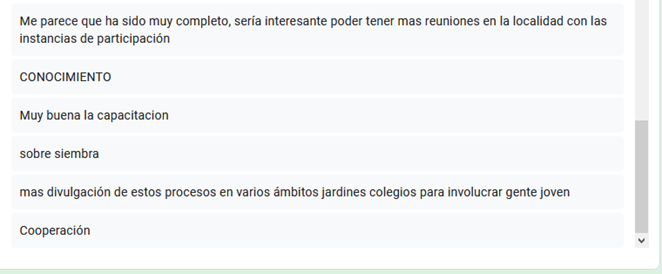 Me parece que ha sido muy completo, sería interesante poder tener mas reuniones en la localidad con las
instancias de participación
CONOCIMIENTO
Muy buena la capacitacion
sobre siembra
mas divulgación de estos procesos en varios ámbitos jardines colegios para involucrar gente joven
Cooperación